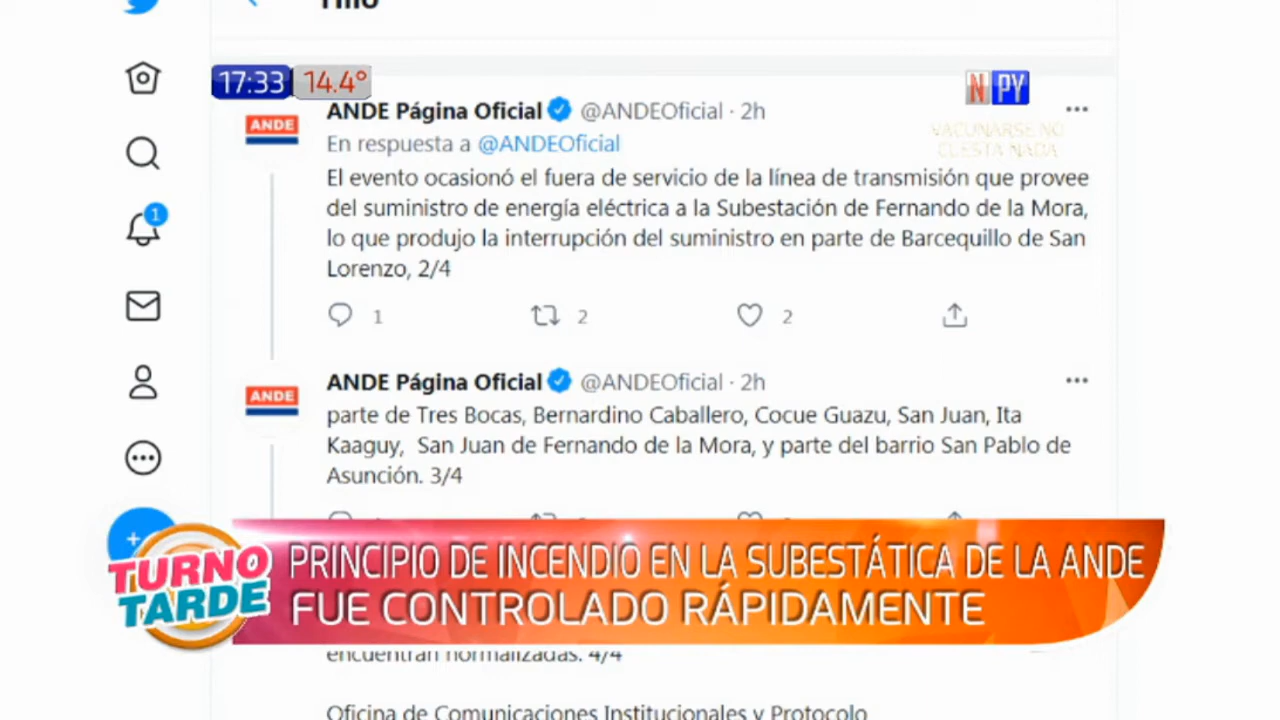 Hilo
17:33 14.4°
N PY
VACUNARSE NO
CUESTA NADA
ANDE
ANDE Página Oficial @ANDEOficial · 2h
En respuesta a @ANDEOficial
El evento ocasionó el fuera de servicio de la línea de transmisión que provee
del suministro de energía eléctrica a la Subestación de Fernando de la Mora,
lo que produjo la interrupción del suministro en parte de Barcequillo de San
Lorenzo, 2/4
1
1 2 2
ANDE
ANDE Página Oficial @ANDEOficial · 2h
parte de Tres Bocas, Bernardino Caballero, Cocue Guazu, San Juan, Ita
Kaaguy, San Juan de Fernando de la Mora, y parte del barrio San Pablo de
Asunción. 3/4
TURNO
TARDE
PRINCIPIO DE INCENDIO EN LA SUBESTÁTICA DE LA ANDE
FUE CONTROLADO RÁPIDAMENTE
encuentran normalizadas. 4/4
Oficina de Comunicaciones Institucionales y Protocolo